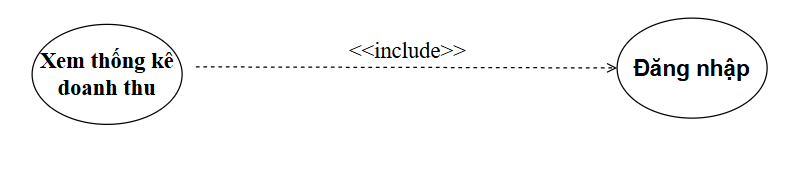 <<include>>
Xem thống kê
doanh thu
Đăng nhập